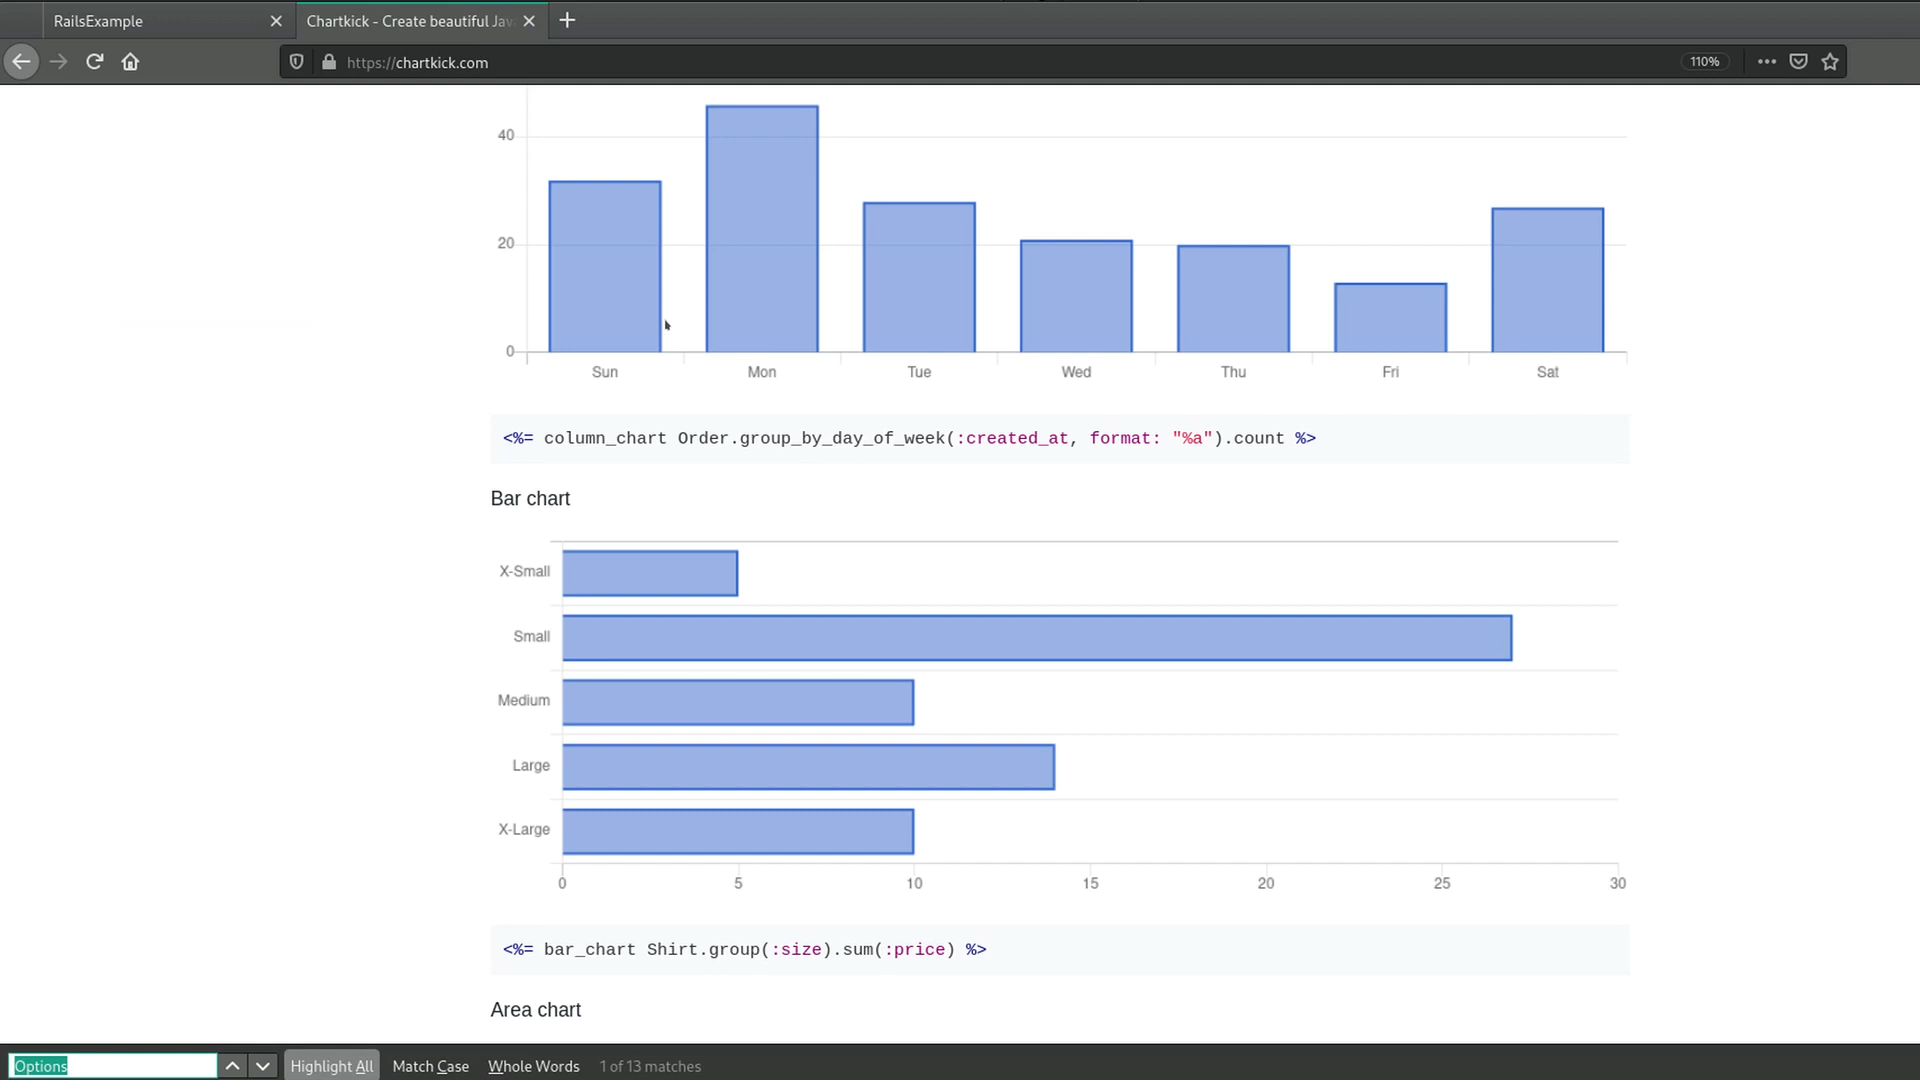 RailsExample
Chartkick - Create beautiful Jav
https://chartkick.com
110%
40
20
0
Sun Mon Tue Wed Thu Fri Sat
<%= column_chart Order.group_by_day_of_week(:created_at, format: "%a").count %>
Bar chart
X-Small
Small
Medium
Large
X-Large
0 5 10 15 20 25 30
<%= bar_chart Shirt.group(:size).sum(:price) %>
Area chart
Options Highlight All Match Case Whole Words 1 of 13 matches